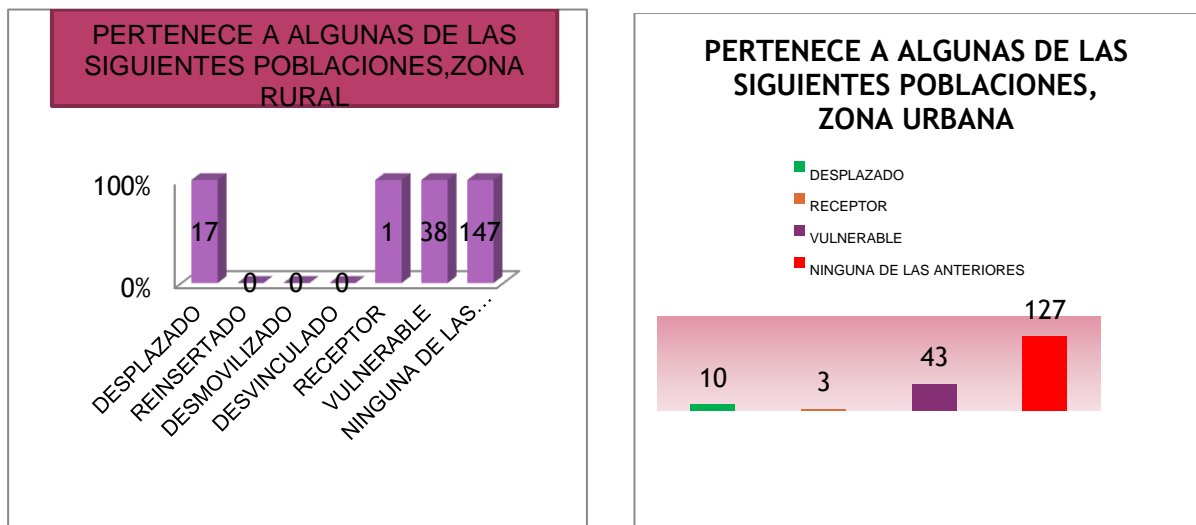 PERTENECE A ALGUNAS DE LAS
SIGUIENTES POBLACIONES,ZONA
RURAL
100%
0%
17
0
0
0
1
38
147
DESPLAZADO
REINSERTADO
DESMOVILIZADO
DESVINCULADO
RECEPTOR
VULNERABLE
NINGUNA DE LAS…
PERTENECE A ALGUNAS DE LAS
SIGUIENTES POBLACIONES,
ZONA URBANA
DESPLAZADO
RECEPTOR
VULNERABLE
NINGUNA DE LAS ANTERIORES
10
3
43
127